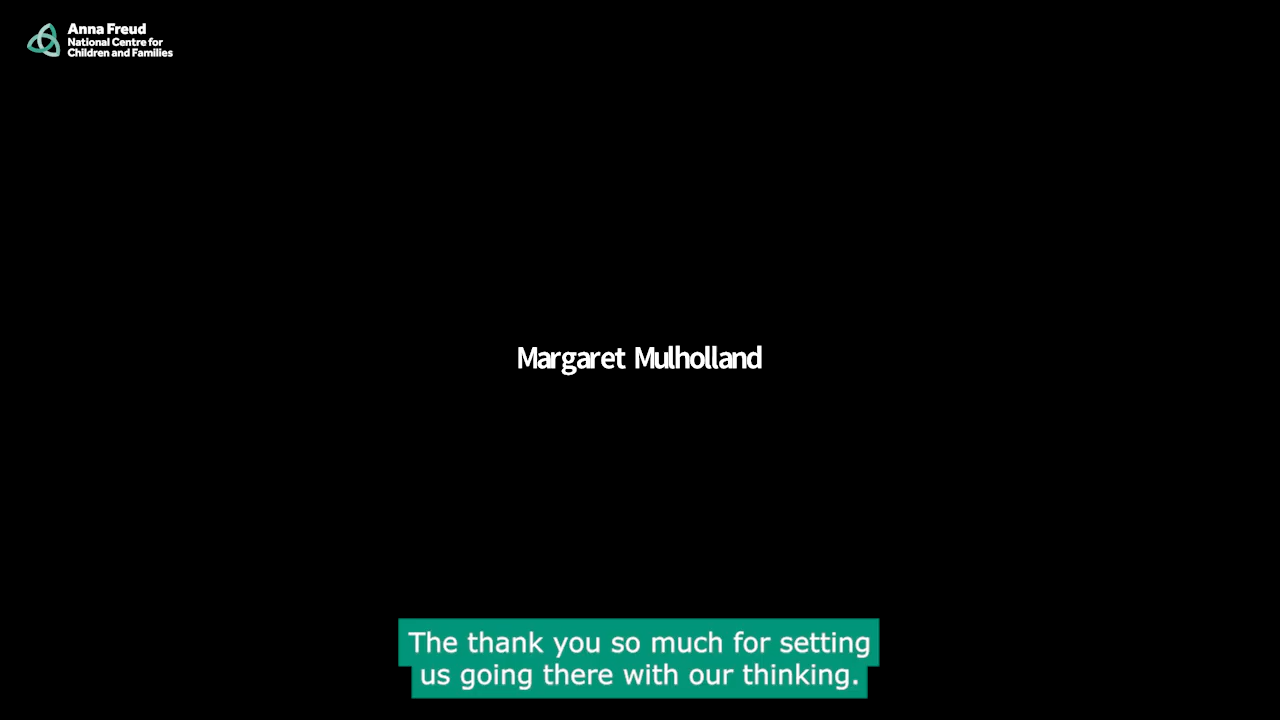 Anna Freud
National Centre for
Children and Families
Margaret Mulholland
The thank you so much for setting
us going there with our thinking.